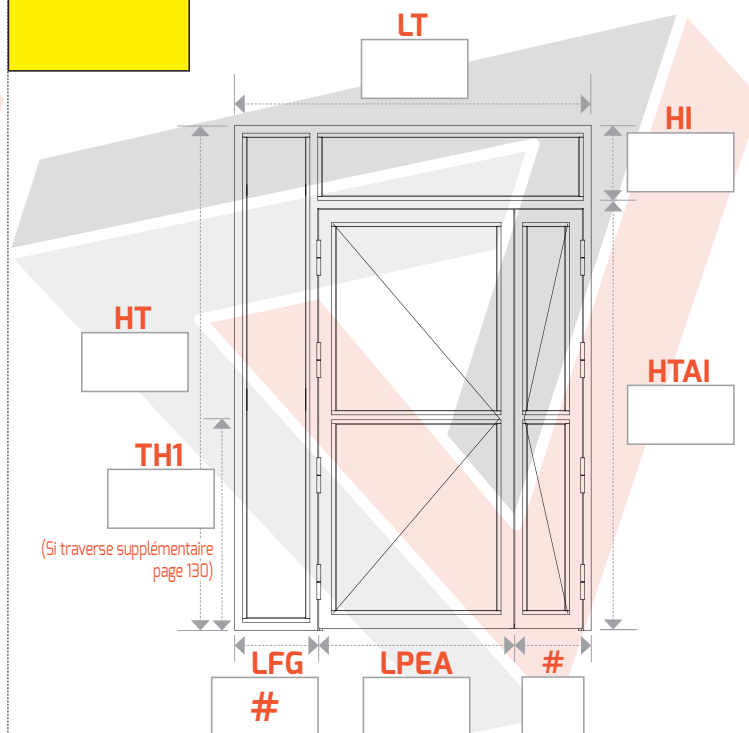 LT
HI
HT
HTAI
TH1
(Si traverse supplémentaire
page 130)
LFG
LPEA
#
#